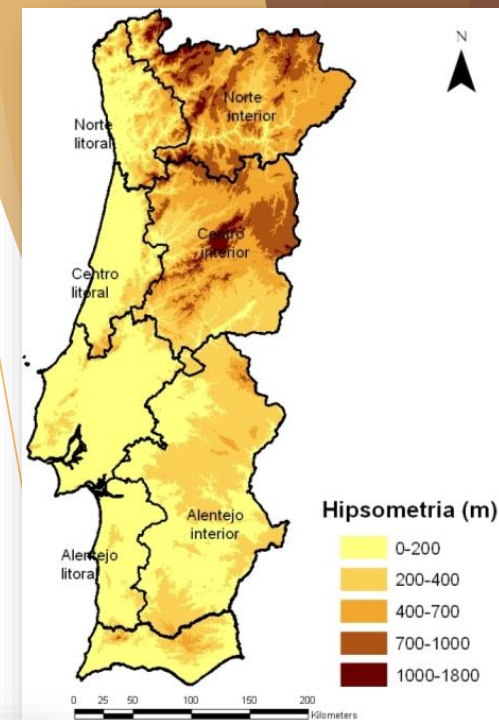 N
Norte
interior
Norte
litoral
Centro
interior
Centro
litoral
Alentejo
interior
Alentejo
litoral
Hipsometria (m)
0-200
200-400
400-700
700-1000
1000-1800
0 25 50 100 150 200
Kilometers